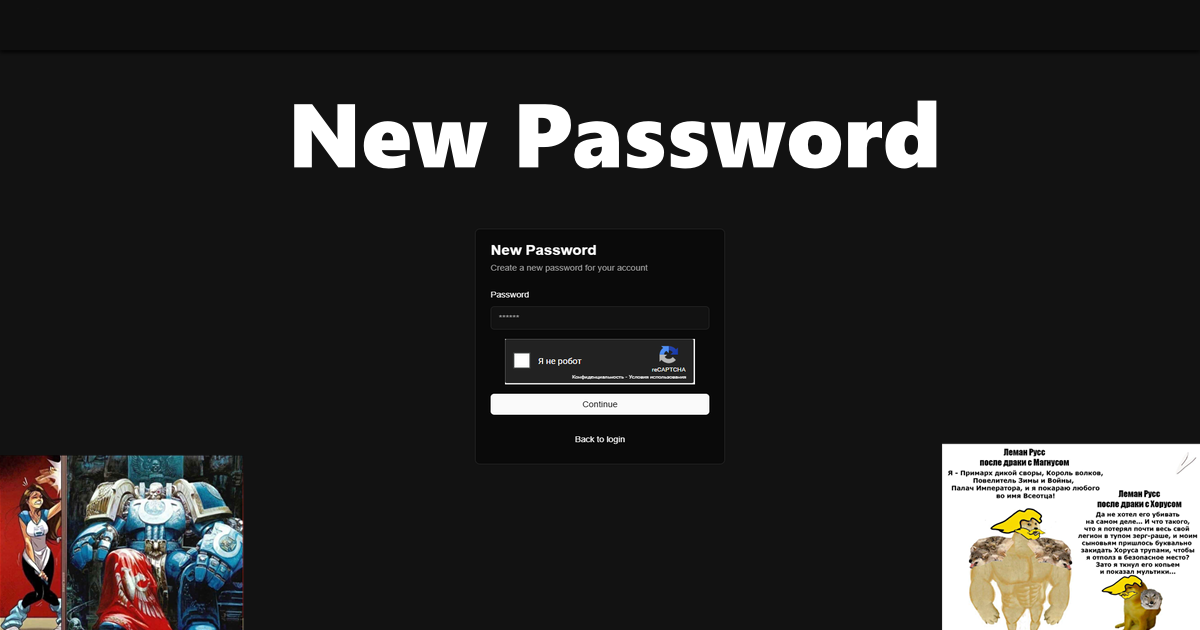 New Password
New Password
Create a new password for your account
Password
******
Я не робот
reCAPTCHA
Конфиденциальность - Условия использования
Continue
Back to login
Леман Русс
после драки с Магнусом
Я - Примарх дикой своры, Король волков,
Повелитель Зимы и Войны,
Палач Императора, и я покараю любого
во имя Всеотца!
Леман Русс
после драки с Хорусом
Да не хотел его убивать
на самом деле... И что такого,
что я потерял почти весь свой
легион в тупом зерг-раше, и моим
сыновьям пришлось буквально
закидать Хоруса трупами, чтобы
я отполз в безопасное место?
Зато я ткнул его копьем
и показал мультики...